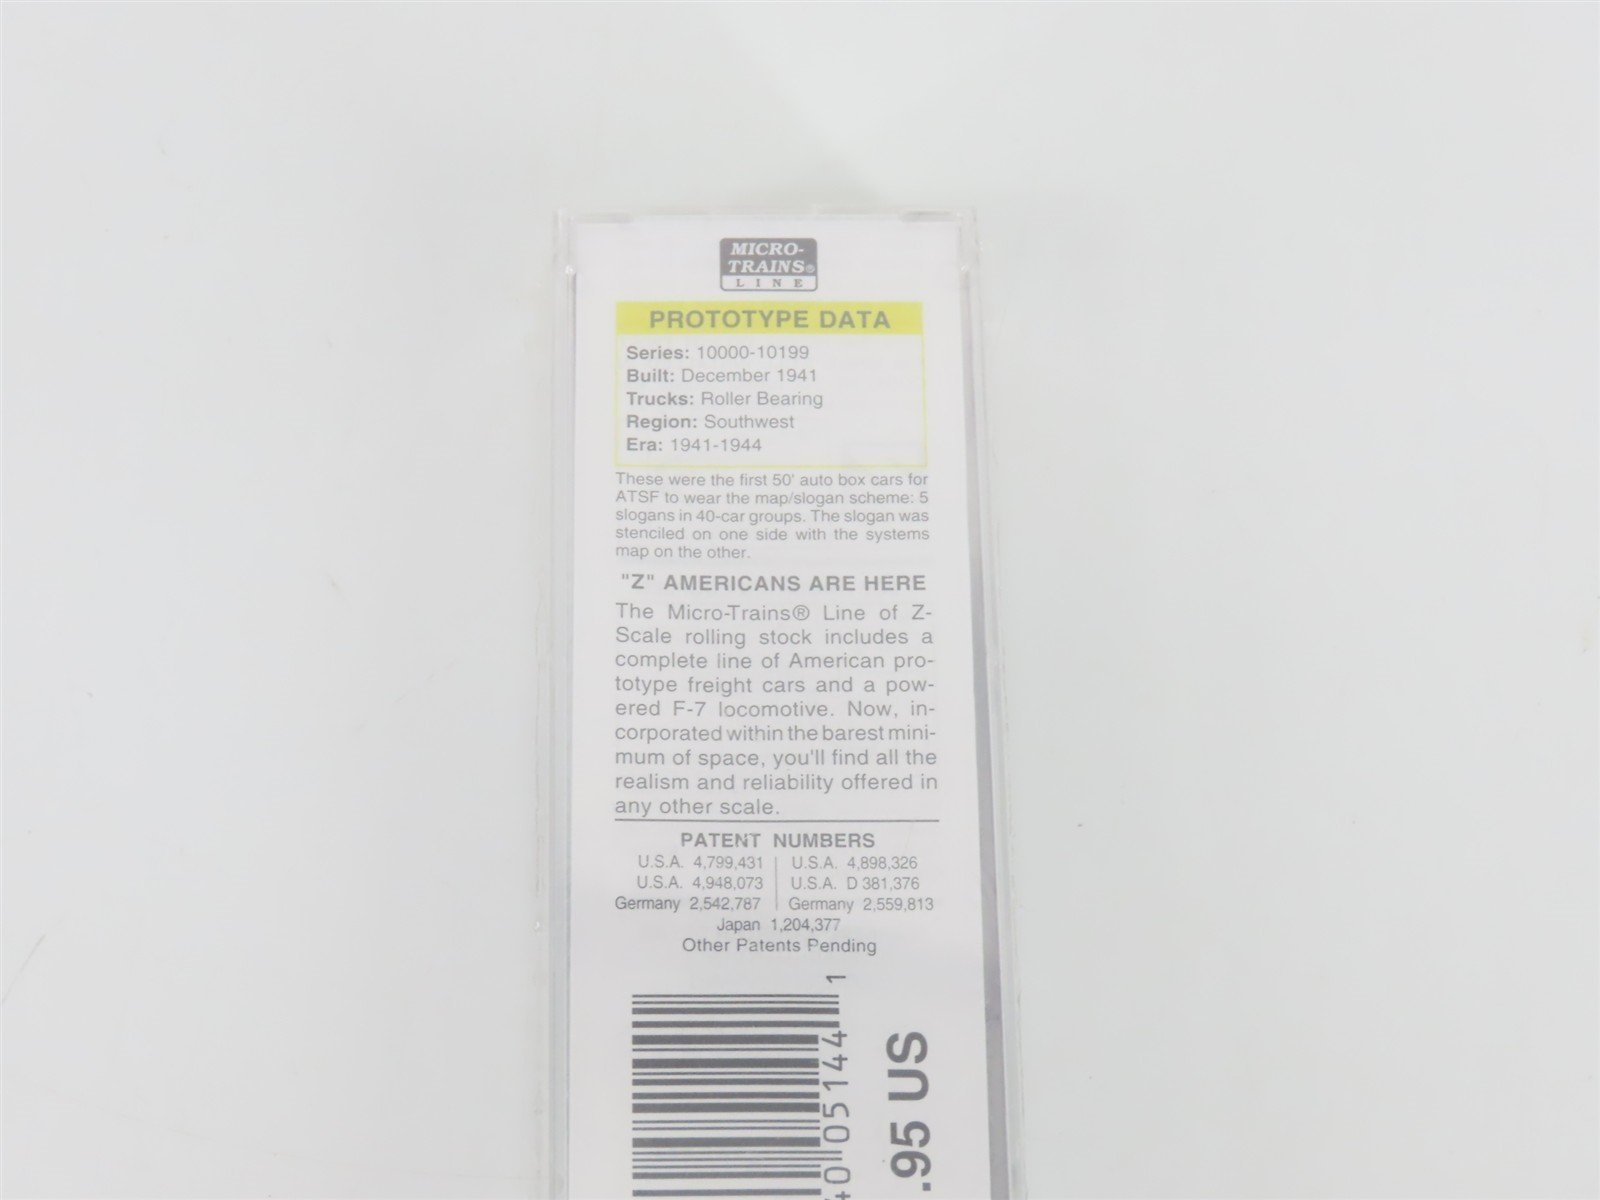 MICRO-
TRAINS®
LINE
PROTOTYPE DATA
Series: 10000-10199
Built: December 1941
Trucks: Roller Bearing
Region: Southwest
Era: 1941-1944
These were the first 50' auto box cars for
ATSF to wear the map/slogan scheme: 5
slogans in 40-car groups. The slogan was
stenciled on one side with the systems
map on the other.
"Z" AMERICANS ARE HERE
The Micro-Trains® Line of Z-
Scale rolling stock includes a
complete line of American pro-
totype freight cars and a pow-
ered F-7 locomotive. Now, in-
corporated within the barest mini-
mum of space, you'll find all the
realism and reliability offered in
any other scale.
PATENT NUMBERS
U.S.A. 4,799,431 | U.S.A. 4,898,326
U.S.A. 4,948,073 | U.S.A. D 381,376
Germany 2,542,787 | Germany 2,559,813
Japan 1,204,377
Other Patents Pending
40 05144 1
.95 US